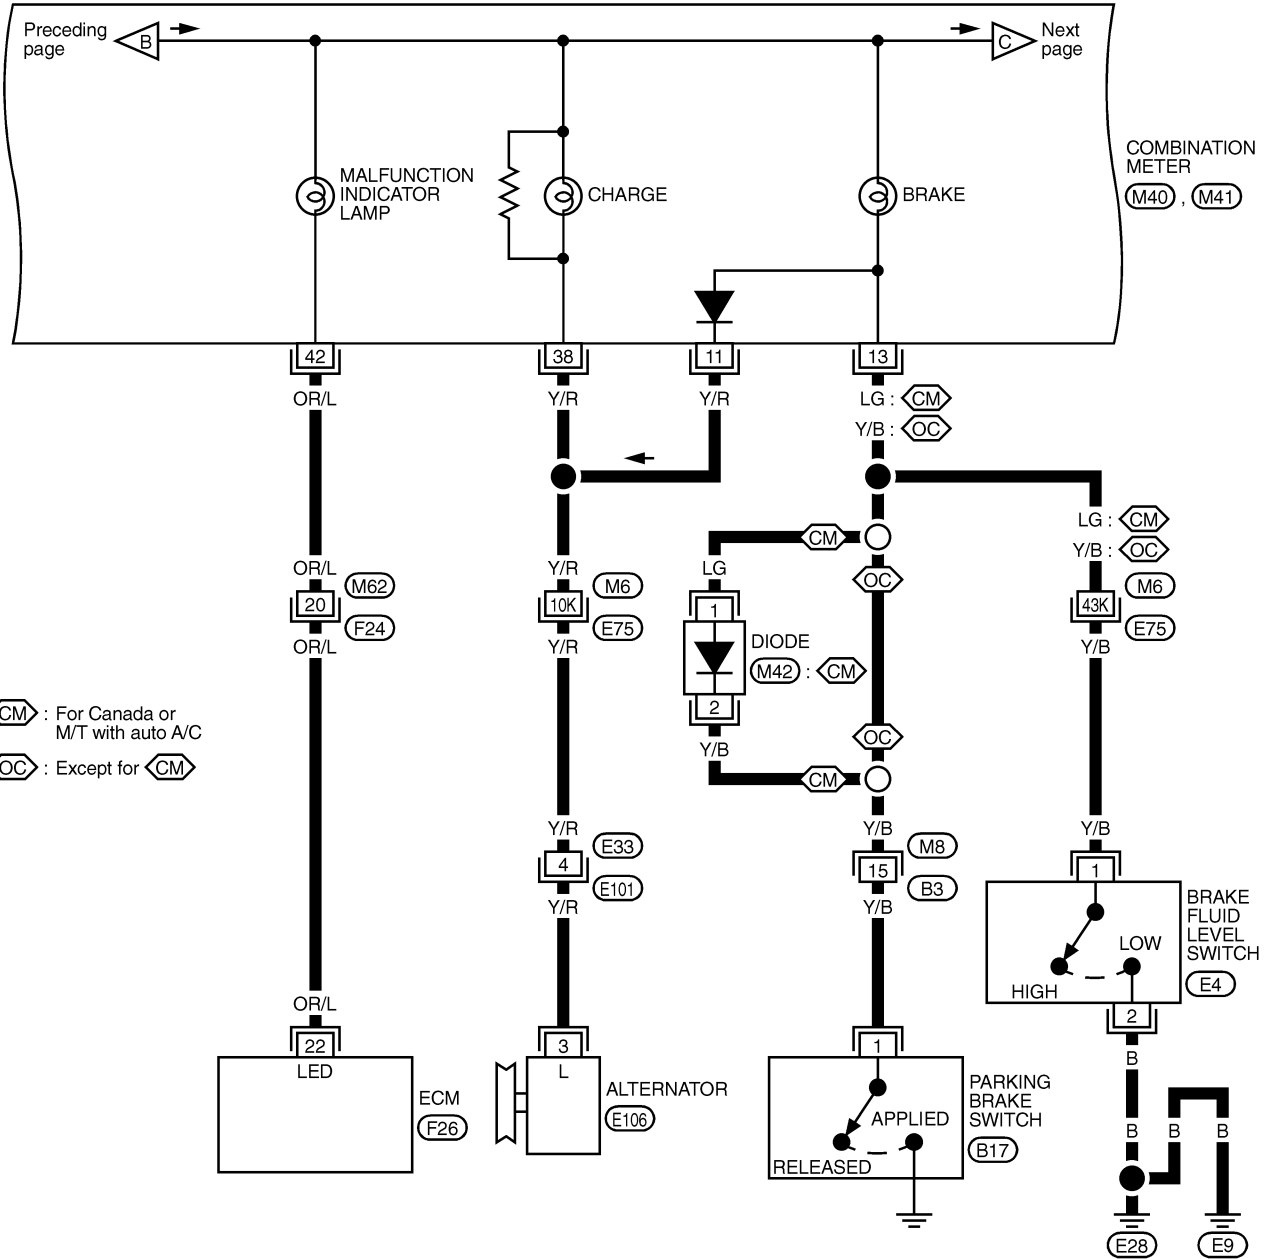 Preceding
page
B
C
Next
page
COMBINATION
METER
M40 , M41
MALFUNCTION
INDICATOR
LAMP
CHARGE
BRAKE
42
38
11
13
OR/L
Y/R
Y/R
LG : CM
Y/B : OC
LG : CM
Y/B : OC
CM
OC
OR/L
Y/R
LG
20
M62
F24
10K
M6
E75
1
43K
M6
E75
OR/L
Y/R
Y/B
DIODE
M42 : CM
2
CM : For Canada or
M/T with auto A/C
OC : Except for CM
Y/B
OC
CM
Y/R
Y/B
Y/B
4
E33
E101
15
M8
B3
1
Y/R
Y/B
BRAKE
FLUID
LEVEL
SWITCH
E4
LOW
HIGH
OR/L
2
22
3
1
B
LED
L
ECM
F26
ALTERNATOR
E106
PARKING
BRAKE
SWITCH
B17
APPLIED
RELEASED
B
B
B
E28
E9